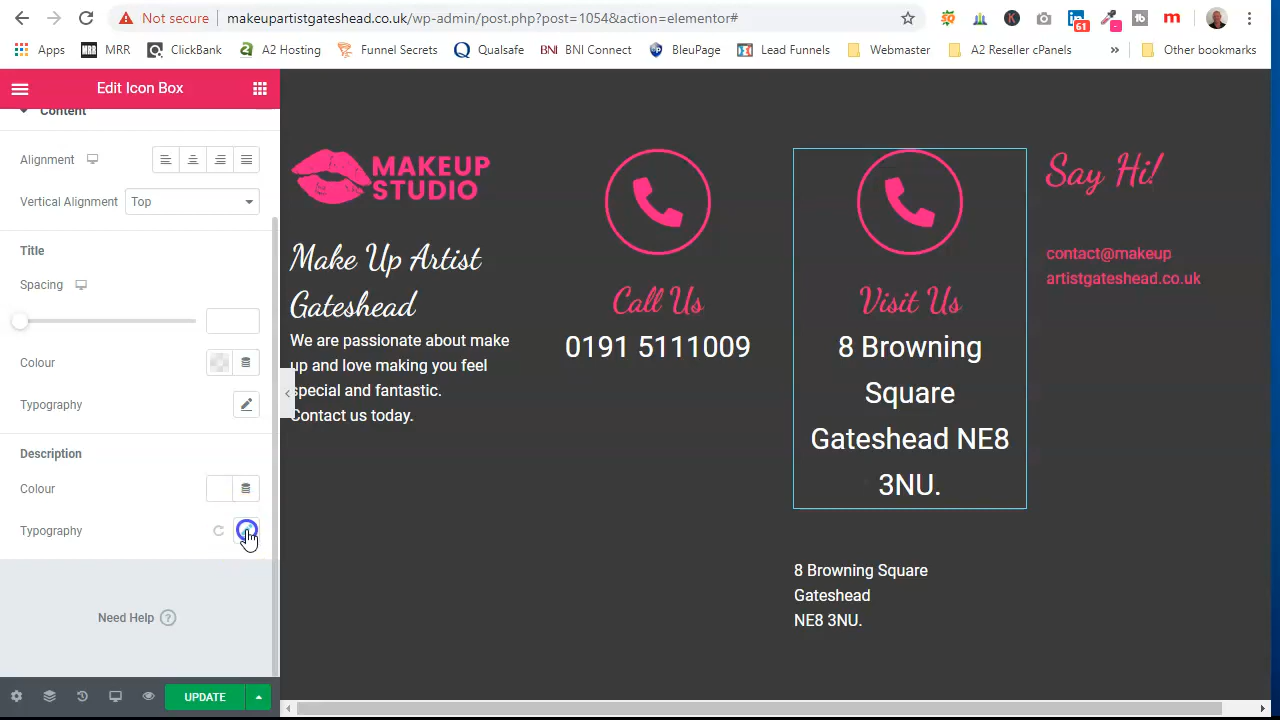 Not secure
makeupartistgateshead.co.uk/wp-admin/post.php?post=1054&action=elementor#
61
Apps
MRR
ClickBank
A2 Hosting
Funnel Secrets
Qualsafe
BNI
BNI Connect
BleuPage
Lead Funnels
Webmaster
A2 Reseller cPanels
»
Other bookmarks
Edit Icon Box
Content
Alignment
Vertical Alignment
Top
Title
Spacing
Colour
Typography
Description
Colour
Typography
Need Help
UPDATE
MAKEUP
STUDIO
Make Up Artist
Gateshead
We are passionate about make
up and love making you feel
special and fantastic.
Contact us today.
Call Us
0191 5111009
Visit Us
8 Browning
Square
Gateshead NE8
3NU.
8 Browning Square
Gateshead
NE8 3NU.
Say Hi!
contact@makeup
artistgateshead.co.uk